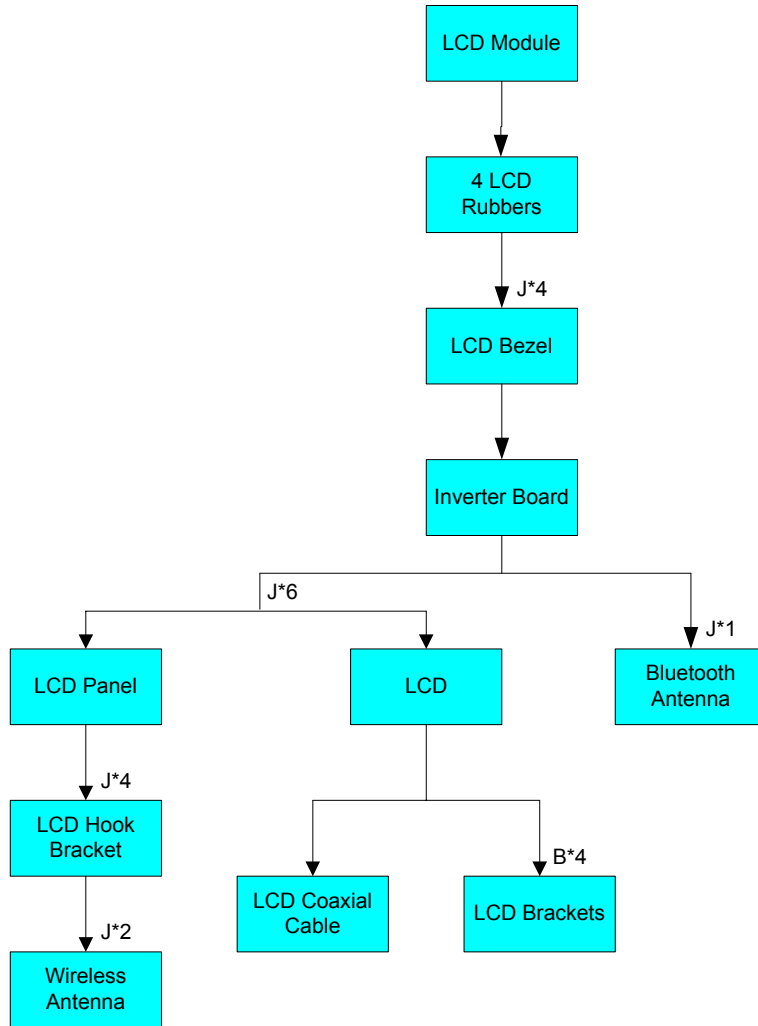 LCD Module
4 LCD
Rubbers
J*4
LCD Bezel
Inverter Board
J*6
J*1
LCD Panel
LCD
Bluetooth
Antenna
J*4
LCD Hook
Bracket
B*4
LCD Coaxial
Cable
LCD Brackets
J*2
Wireless
Antenna